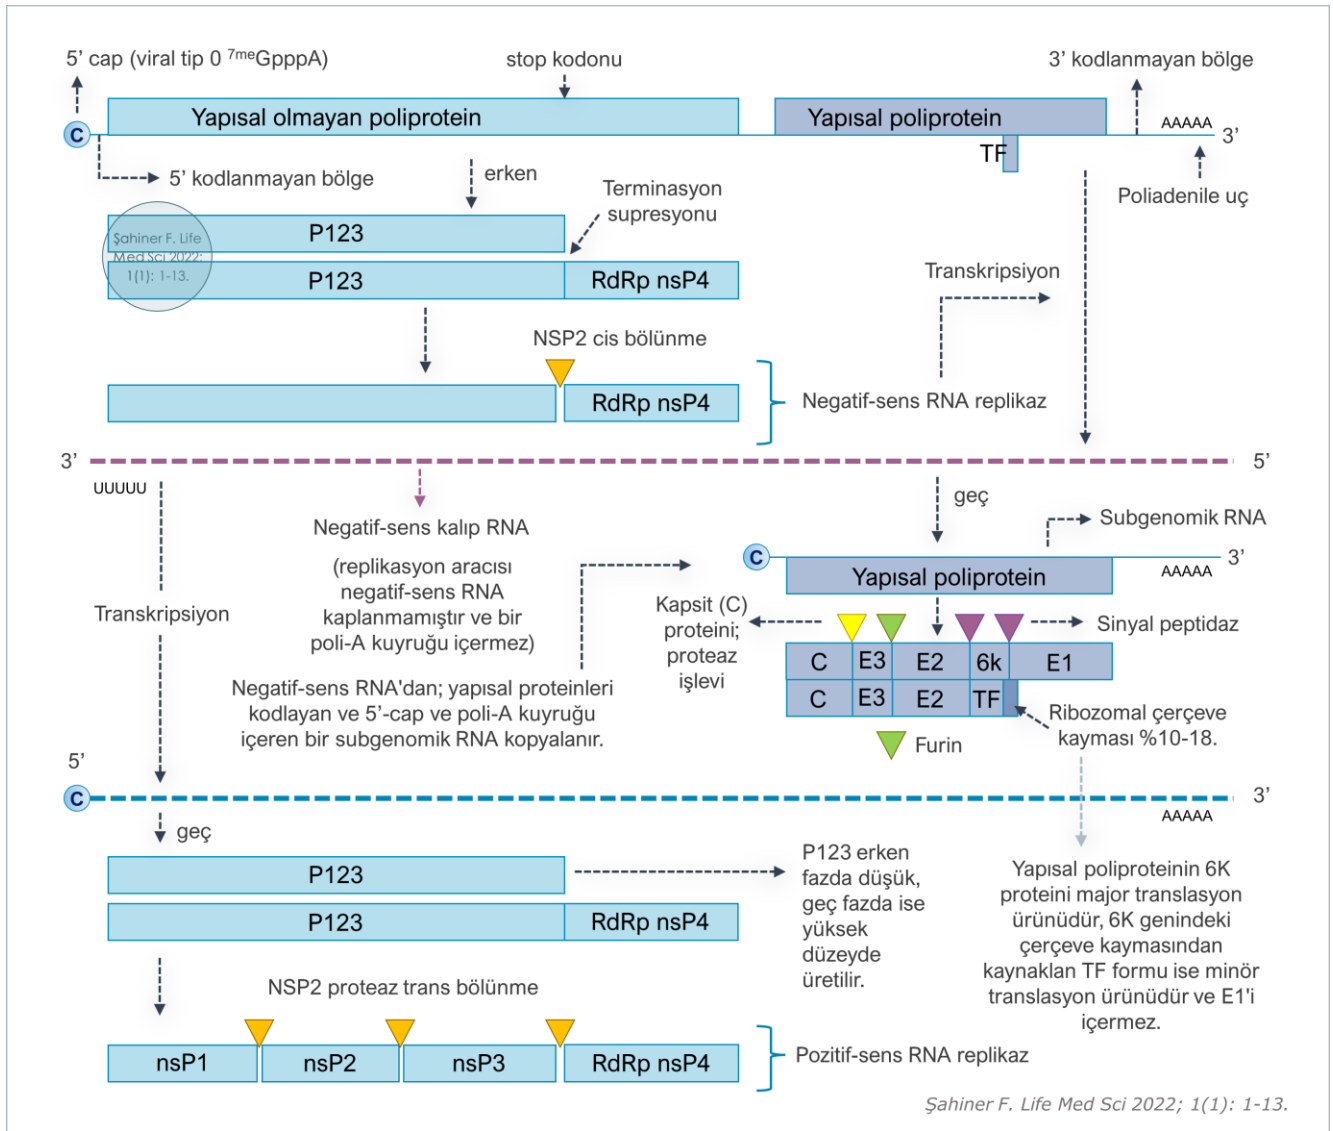 5’ cap (viral tip 0 7meGpppA)
stop kodonu
3’ kodlanmayan bölge
Yapısal olmayan poliprotein
Yapısal poliprotein
AAAAA
C
3’
TF
5’ kodlanmayan bölge
erken
Poliadenile uç
Terminasyon
supresyonu
P123
Şahiner F. Life
Med Sci 2022;
1(1): 1-13.
P123
RdRp nsP4
Transkripsiyon
NSP2 cis bölünme
RdRp nsP4
Negatif-sens RNA replikaz
3’
5’
UUUUU
geç
Negatif-sens kalıp RNA
(replikasyon aracısı
negatif-sens RNA
kaplanmamıştır ve bir
poli-A kuyruğu içermez)
Subgenomik RNA
C
3’
AAAAA
Yapısal poliprotein
Transkripsiyon
Kapsit (C)
proteini;
proteaz
işlevi
Sinyal peptidaz
C
E3
E2
6k
E1
C
E3
E2
TF
Negatif-sens RNA'dan; yapısal proteinleri
kodlayan ve 5’-cap ve poli-A kuyruğu
içeren bir subgenomik RNA kopyalanır.
Ribozomal çerçeve
kayması %10-18.
Furin
5’
C
3’
AAAAA
geç
P123
P123
RdRp nsP4
P123 erken
fazda düşük,
geç fazda ise
yüksek
düzeyde
üretilir.
Yapısal poliproteinin 6K
proteini major translasyon
ürünüdür, 6K genindeki
çerçeve kaymasından
kaynaklan TF formu ise minör
translasyon ürünüdür ve E1'i
içermez.
NSP2 proteaz trans bölünme
nsP1
nsP2
nsP3
RdRp nsP4
Pozitif-sens RNA replikaz
Şahiner F. Life Med Sci 2022; 1(1): 1-13.